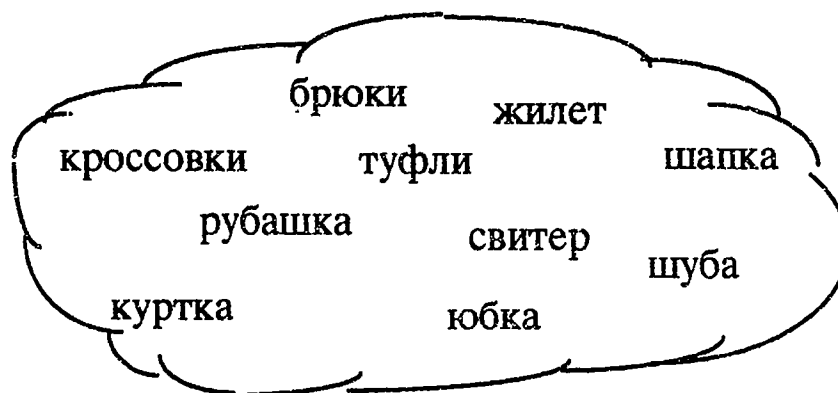 брюки
жилет
кроссовки туфли шапка
рубашка
свитер
шуба
куртка
юбка